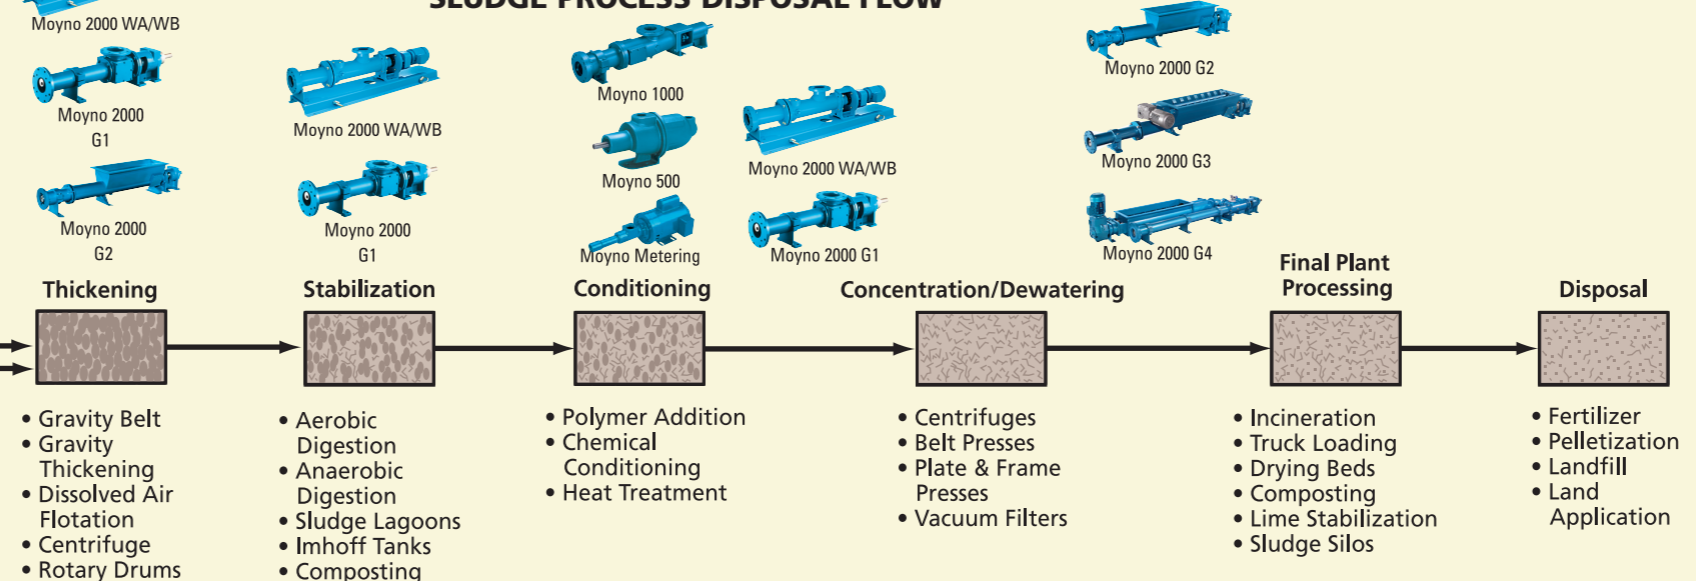 SLUDGE PROCESS DISPOSAL FLOW
Moyno 2000 WA/WB
Moyno 2000
G1
Moyno 2000
G2
Moyno 2000 WA/WB
Moyno 2000
G1
Moyno 1000
Moyno 500
Moyno Metering
Moyno 2000 WA/WB
Moyno 2000 G1
Moyno 2000 G2
Moyno 2000 G3
Moyno 2000 G4
Thickening
• Gravity Belt
• Gravity
Thickening
• Dissolved Air
Flotation
• Centrifuge
• Rotary Drums
Stabilization
• Aerobic
Digestion
• Anaerobic
Digestion
• Sludge Lagoons
• Imhoff Tanks
• Composting
Conditioning
• Polymer Addition
• Chemical
Conditioning
• Heat Treatment
Concentration/Dewatering
• Centrifuges
• Belt Presses
• Plate & Frame
Presses
• Vacuum Filters
Final Plant
Processing
• Incineration
• Truck Loading
• Drying Beds
• Composting
• Lime Stabilization
• Sludge Silos
Disposal
• Fertilizer
• Pelletization
• Landfill
• Land
Application